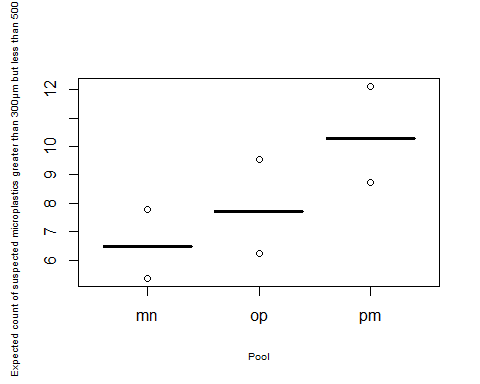 Expected count of suspected microplastics greater than 300µm but less than 500
12
10
9
8
7
6
mn op pm
Pool